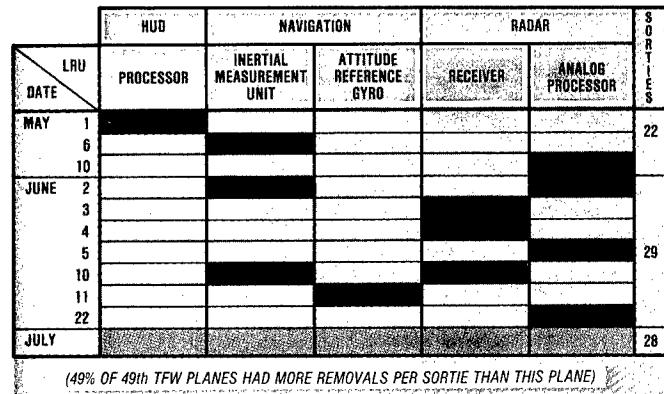 HUD NAVIGATION RADAR SORTIES
LRU
DATE
PROCESSOR
INERTIAL MEASUREMENT UNIT
ATTITUDE REFERENCE GYRO
RECEIVER
ANALOG PROCESSOR
MAY 1
22
6
10
JUNE 2
3
4
5
29
10
11
22
JULY 28
(49% OF 49th TFW PLANES HAD MORE REMOVALS PER SORTIE THAN THIS PLANE)